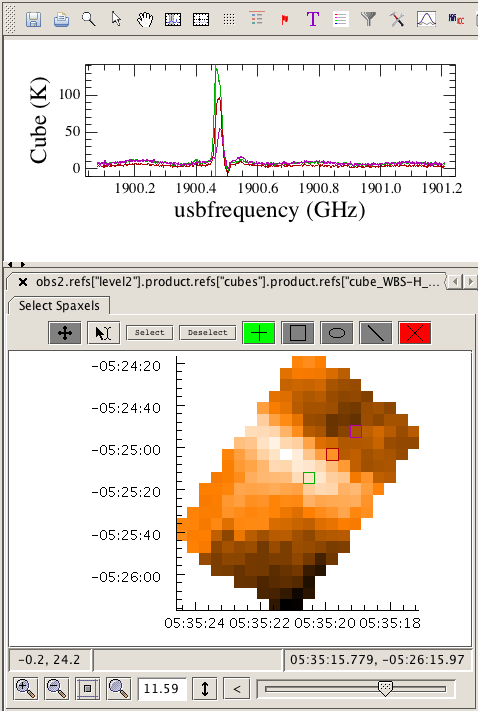 T
Cube (K)
100
50
0
1900.2 1900.4 1900.6 1900.8 1901.0 1901.2
usbfrequency (GHz)
obs2.refs["level2"].product.refs["cubes"].product.refs["cube_WBS-H_...
Select Spaxels
Select Deselect
-05:24:20
-05:24:40
-05:25:00
-05:25:20
-05:25:40
-05:26:00
05:35:24 05:35:22 05:35:20 05:35:18
-0.2, 24.2 05:35:15.779, -05:26:15.97
11.59 <